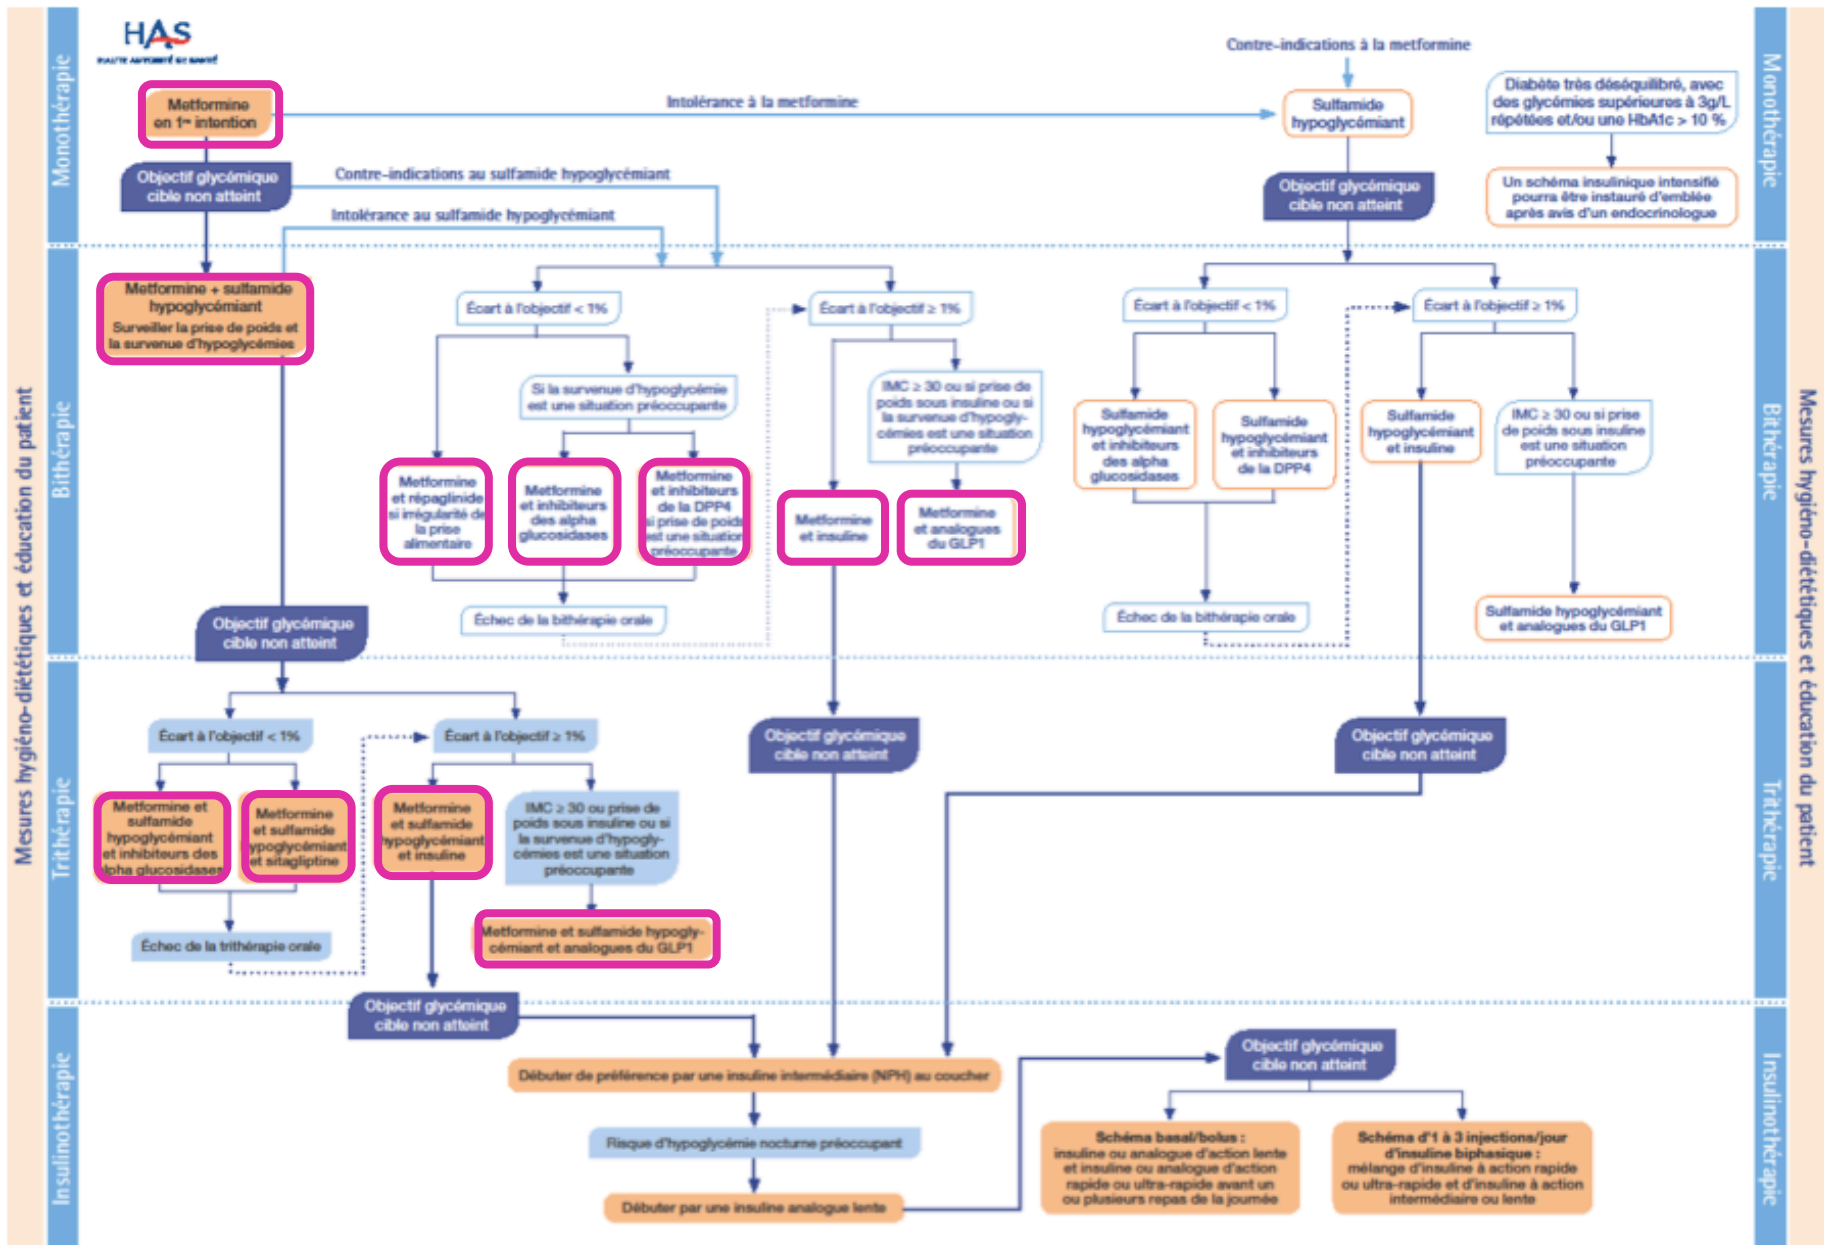 HAS
HAUTE AUTORITÉ DE SANTÉ
Mesures hygiéno-diététiques et éducation du patient
Monothérapie
Metformine
en 1re intention
Intolérance à la metformine
Contre-indications à la metformine
Sulfamide
hypoglycémiant
Diabète très déséquilibré, avec
des glycémies supérieures à 3g/L
répétées et/ou une HbA1c > 10 %
Objectif glycémique
cible non atteint
Contre-indications au sulfamide hypoglycémiant
Intolérance au sulfamide hypoglycémiant
Objectif glycémique
cible non atteint
Un schéma insulinique intensifié
pourra être instauré d'emblée
après avis d'un endocrinologue
Monothérapie
Bithérapie
Metformine + sulfamide
hypoglycémiant
Surveiller la prise de poids et
la survenue d'hypoglycémies
Écart à l'objectif < 1%
Écart à l'objectif ≥ 1%
Écart à l'objectif < 1%
Écart à l'objectif ≥ 1%
Si la survenue d'hypoglycémie
est une situation préoccupante
IMC ≥ 30 ou si prise de
poids sous insuline ou si
la survenue d'hypogly-
cémies est une situation
préoccupante
Metformine
et répaglinide
si irrégularité de
la prise
alimentaire
Metformine
et inhibiteurs
des alpha
glucosidases
Metformine
et inhibiteurs
de la DPP4
si prise de poids
est une situation
préoccupante
Metformine
et insuline
Metformine
et analogues
du GLP1
Sulfamide
hypoglycémiant
et inhibiteurs
des alpha
glucosidases
Sulfamide
hypoglycémiant
et inhibiteurs
de la DPP4
Sulfamide
hypoglycémiant
et insuline
IMC ≥ 30 ou si prise
de poids sous insuline
est une situation
préoccupante
Échec de la bithérapie orale
Échec de la bithérapie orale
Sulfamide hypoglycémiant
et analogues du GLP1
Objectif glycémique
cible non atteint
Bithérapie
Trithérapie
Écart à l'objectif < 1%
Écart à l'objectif ≥ 1%
Objectif glycémique
cible non atteint
Objectif glycémique
cible non atteint
Metformine et
sulfamide
hypoglycémiant
et inhibiteurs des
alpha glucosidases
Metformine
et sulfamide
hypoglycémiant
et sitagliptine
Metformine
et sulfamide
hypoglycémiant
et insuline
IMC ≥ 30 ou prise de
poids sous insuline ou si
la survenue d'hypogly-
cémies est une situation
préoccupante
Échec de la trithérapie orale
Metformine et sulfamide hypogly-
cémiant et analogues du GLP1
Trithérapie
Insulinothérapie
Objectif glycémique
cible non atteint
Débuter de préférence par une insuline intermédiaire (NPH) au coucher
Risque d'hypoglycémie nocturne préoccupant
Débuter par une insuline analogue lente
Objectif glycémique
cible non atteint
Schéma basal/bolus :
insuline ou analogue d'action lente
et insuline ou analogue d'action
rapide ou ultra-rapide avant un
ou plusieurs repas de la journée
Schéma d'1 à 3 injections/jour
d'insuline biphasique :
mélange d'insuline à action rapide
ou ultra-rapide et d'insuline à action
intermédiaire ou lente
Insulinothérapie
Mesures hygiéno-diététiques et éducation du patient